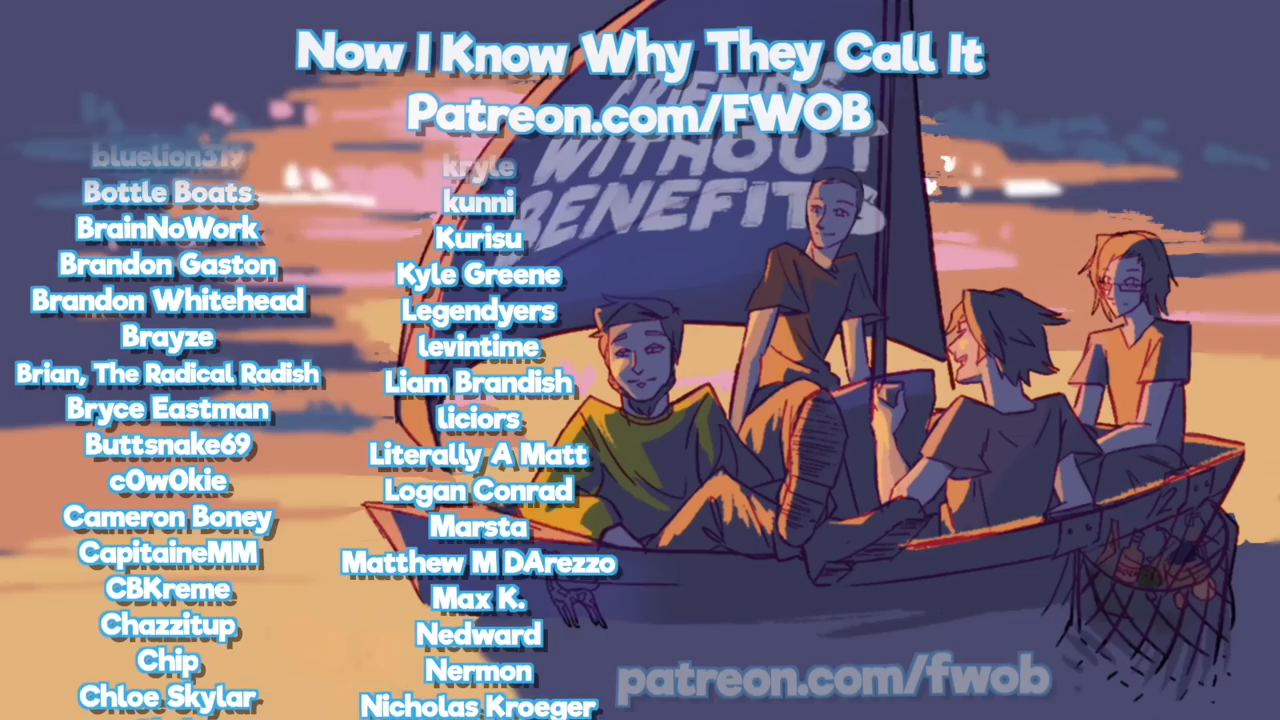 Now I Know Why They Call It
Patreon.com/FWOB
FRIENDS
WITHOUT
BENEFITS
bluelion319
Bottle Boats
BrainNoWork
Brandon Gaston
Brandon Whitehead
Brayze
Brian, The Radical Radish
Bryce Eastman
Buttsnake69
cOwOkie
Cameron Boney
CapitaineMM
CBKreme
Chazzitup
Chip
Chloe Skylar
kryle
kunni
Kurisu
Kyle Greene
Legendyers
levintime
Liam Brandish
liciors
Literally A Matt
Logan Conrad
Marsta
Matthew M DArezzo
Max K.
Nedward
Nermon
Nicholas Kroeger
patreon.com/fwob